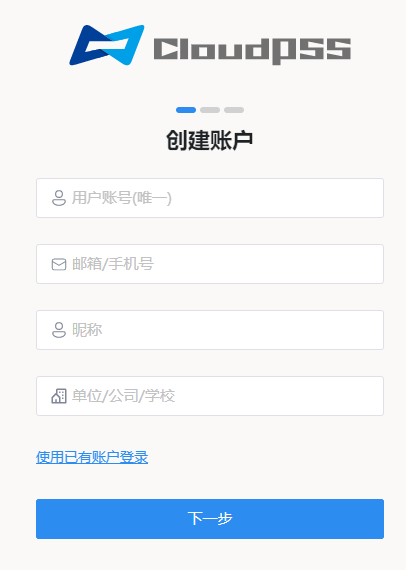 CloudPSS
创建账户
用户账号(唯一)
邮箱/手机号
昵称
单位/公司/学校
使用已有账户登录
下一步